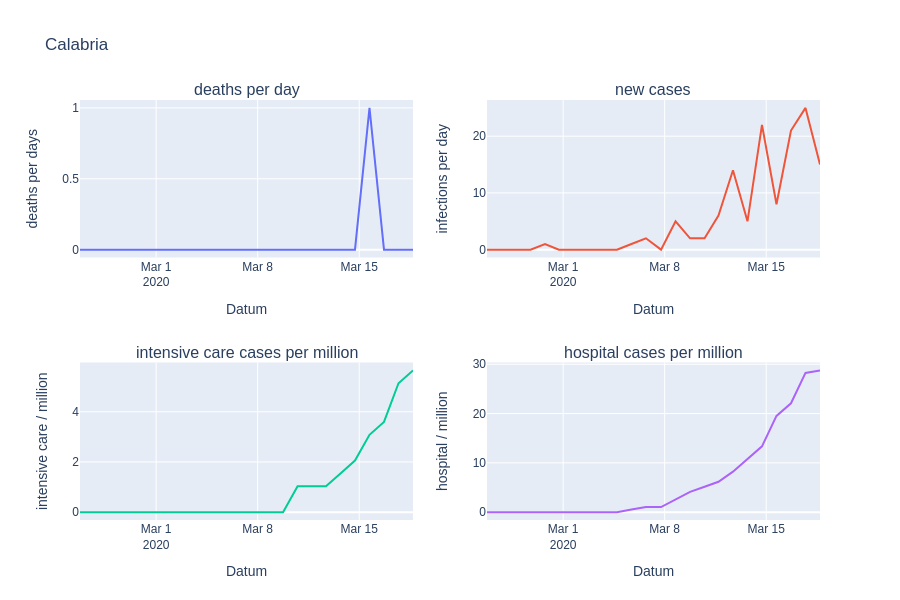 Calabria
deaths per day
deaths per days
1
0.5
0
Mar 1
2020
Mar 8
Mar 15
Datum
new cases
infections per day
20
10
0
Mar 1
2020
Mar 8
Mar 15
Datum
intensive care cases per million
intensive care / million
4
2
0
Mar 1
2020
Mar 8
Mar 15
Datum
hospital cases per million
hospital / million
30
20
10
0
Mar 1
2020
Mar 8
Mar 15
Datum